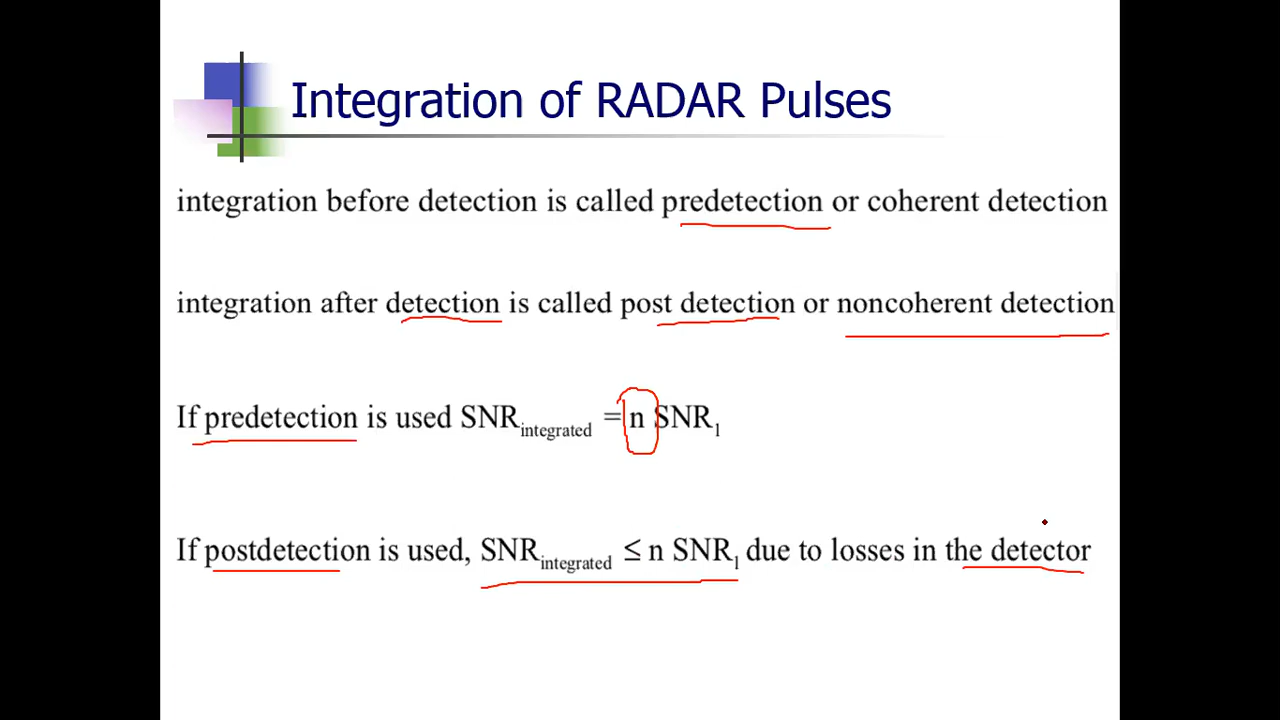 Integration of RADAR Pulses
integration before detection is called predetection or coherent detection
integration after detection is called post detection or noncoherent detection
If predetection is used SNR_integrated = n SNR_1
If postdetection is used, SNR_integrated ≤ n SNR_1 due to losses in the detector